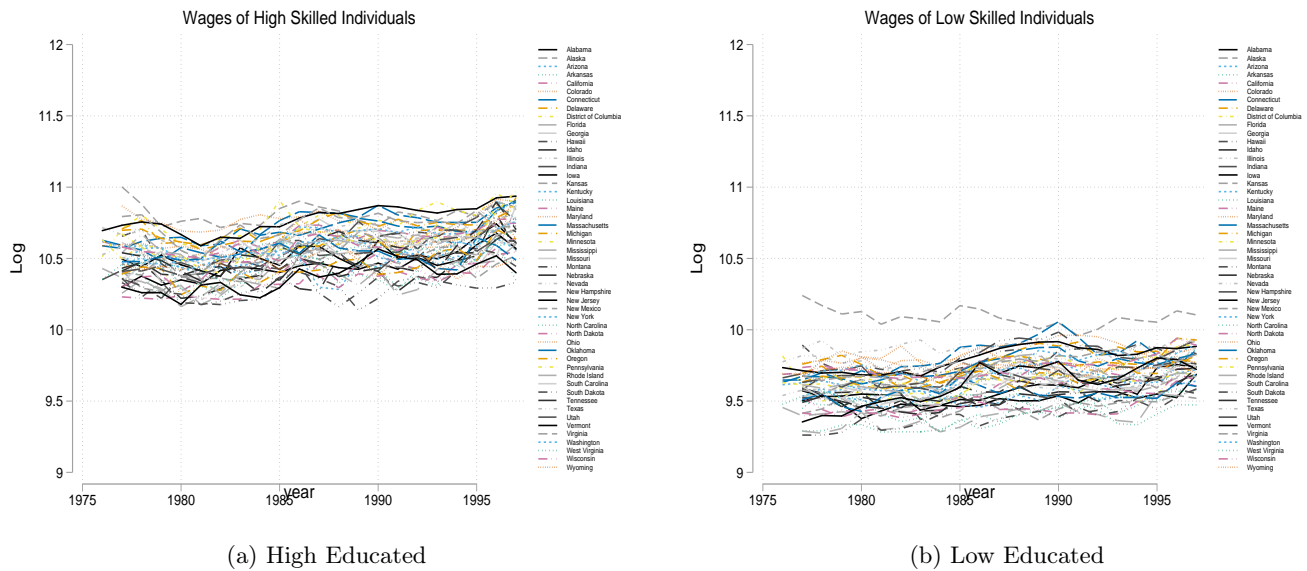 Wages of High Skilled Individuals
12
11.5
11
10.5
10
9.5
9
Log
1975
1980
1985
1990
1995
year
Alabama
Alaska
Arizona
Arkansas
California
Colorado
Connecticut
Delaware
District of Columbia
Florida
Georgia
Hawaii
Idaho
Illinois
Indiana
Iowa
Kansas
Kentucky
Louisiana
Maine
Maryland
Massachusetts
Michigan
Minnesota
Mississippi
Missouri
Montana
Nebraska
Nevada
New Hampshire
New Jersey
New Mexico
New York
North Carolina
North Dakota
Ohio
Oklahoma
Oregon
Pennsylvania
Rhode Island
South Carolina
South Dakota
Tennessee
Texas
Utah
Vermont
Virginia
Washington
West Virginia
Wisconsin
Wyoming
(a) High Educated
Wages of Low Skilled Individuals
12
11.5
11
10.5
10
9.5
9
Log
1975
1980
1985
1990
1995
year
Alabama
Alaska
Arizona
Arkansas
California
Colorado
Connecticut
Delaware
District of Columbia
Florida
Georgia
Hawaii
Idaho
Illinois
Indiana
Iowa
Kansas
Kentucky
Louisiana
Maine
Maryland
Massachusetts
Michigan
Minnesota
Mississippi
Missouri
Montana
Nebraska
Nevada
New Hampshire
New Jersey
New Mexico
New York
North Carolina
North Dakota
Ohio
Oklahoma
Oregon
Pennsylvania
Rhode Island
South Carolina
South Dakota
Tennessee
Texas
Utah
Vermont
Virginia
Washington
West Virginia
Wisconsin
Wyoming
(b) Low Educated